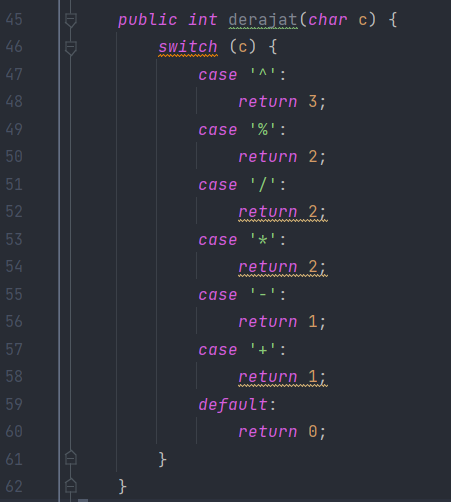 45 public int derajat(char c) {
46 switch (c) {
47 case '^':
48 return 3;
49 case '%':
50 return 2;
51 case '/':
52 return 2;
53 case '*':
54 return 2;
55 case '-':
56 return 1;
57 case '+':
58 return 1;
59 default:
60 return 0;
61 }
62 }